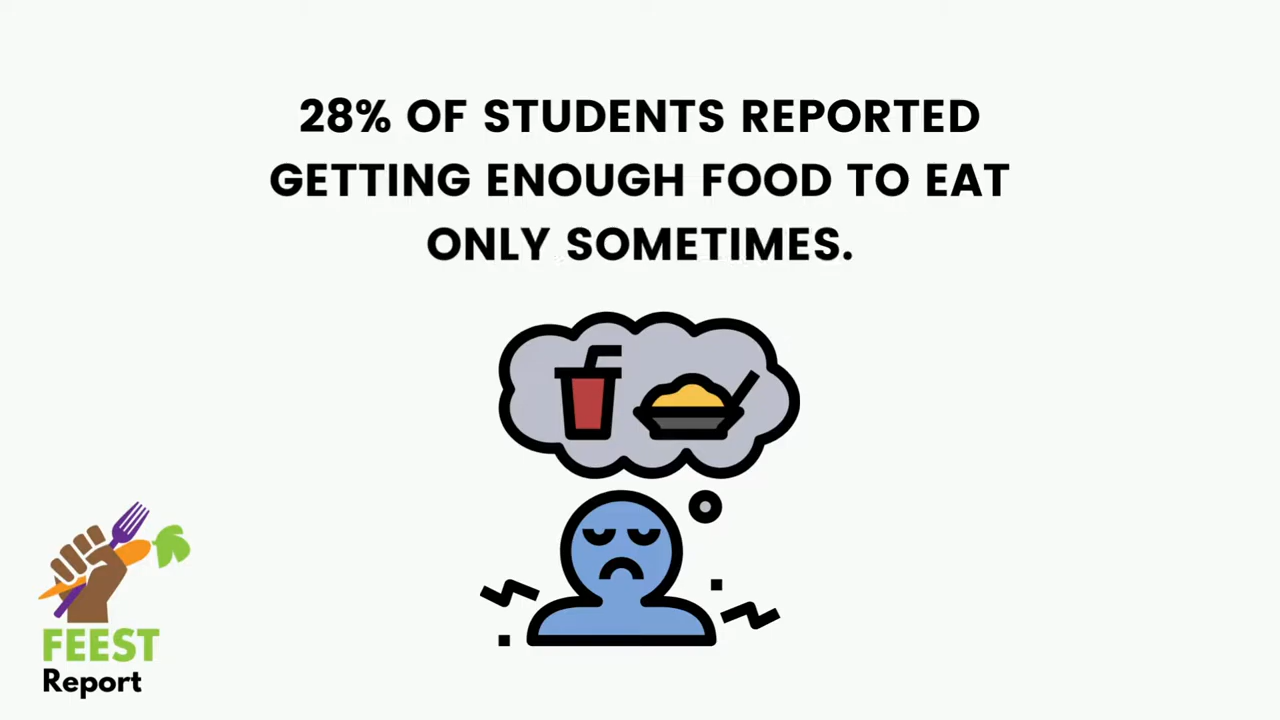 28% OF STUDENTS REPORTED
GETTING ENOUGH FOOD TO EAT
ONLY SOMETIMES.
FEEST
Report